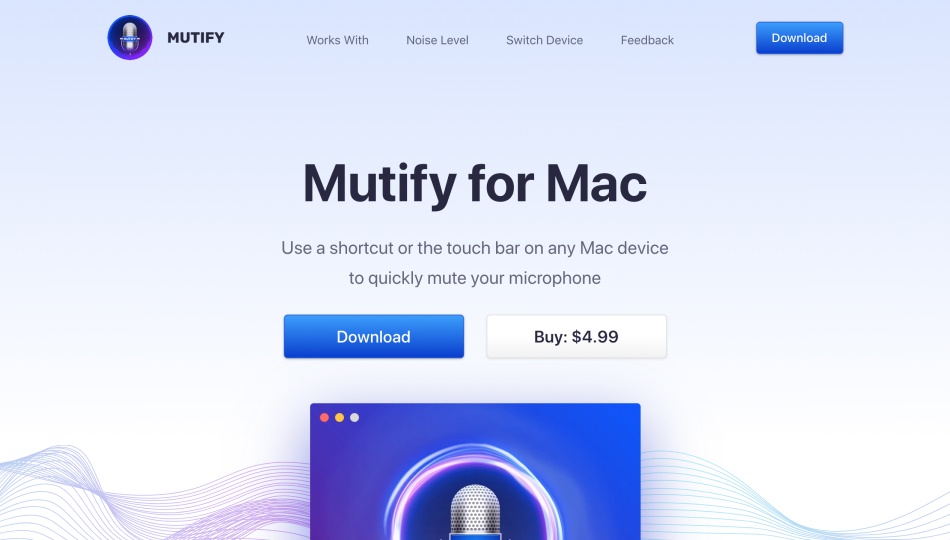 MUTIFY
Works With
Noise Level
Switch Device
Feedback
Download
Mutify for Mac
Use a shortcut or the touch bar on any Mac device
to quickly mute your microphone
Download
Buy: $4.99